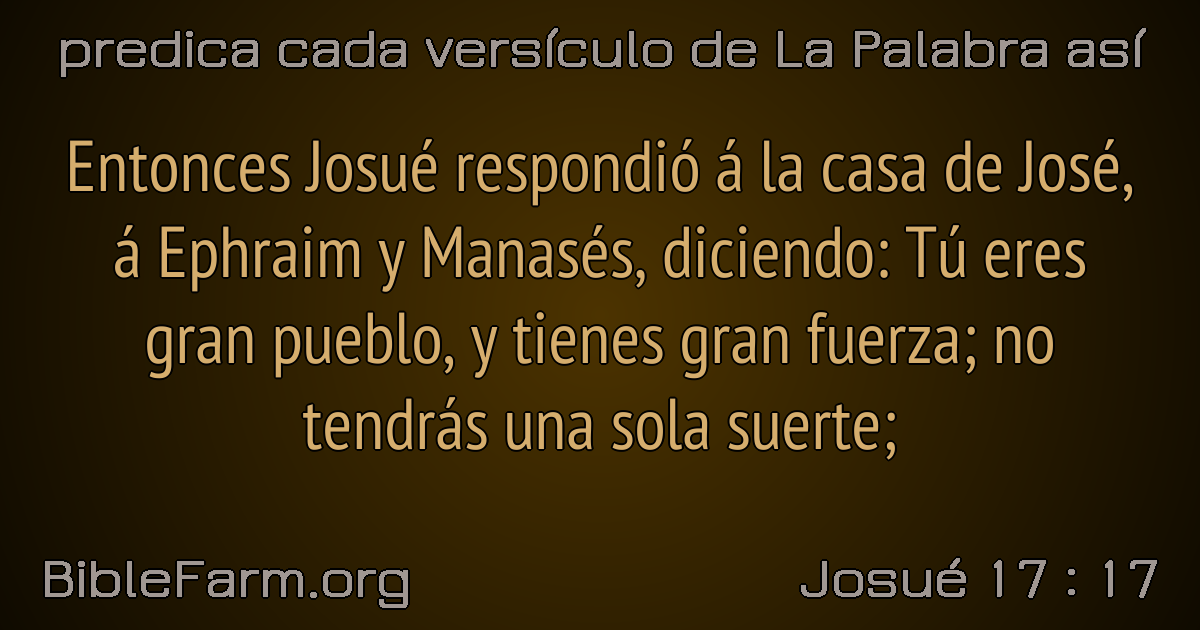 predica cada versículo de La Palabra así
Entonces Josué respondió á la casa de José,
á Ephraim y Manasés, diciendo: Tú eres
gran pueblo, y tienes gran fuerza; no
tendrás una sola suerte;
BibleFarm.org
Josué 17 : 17